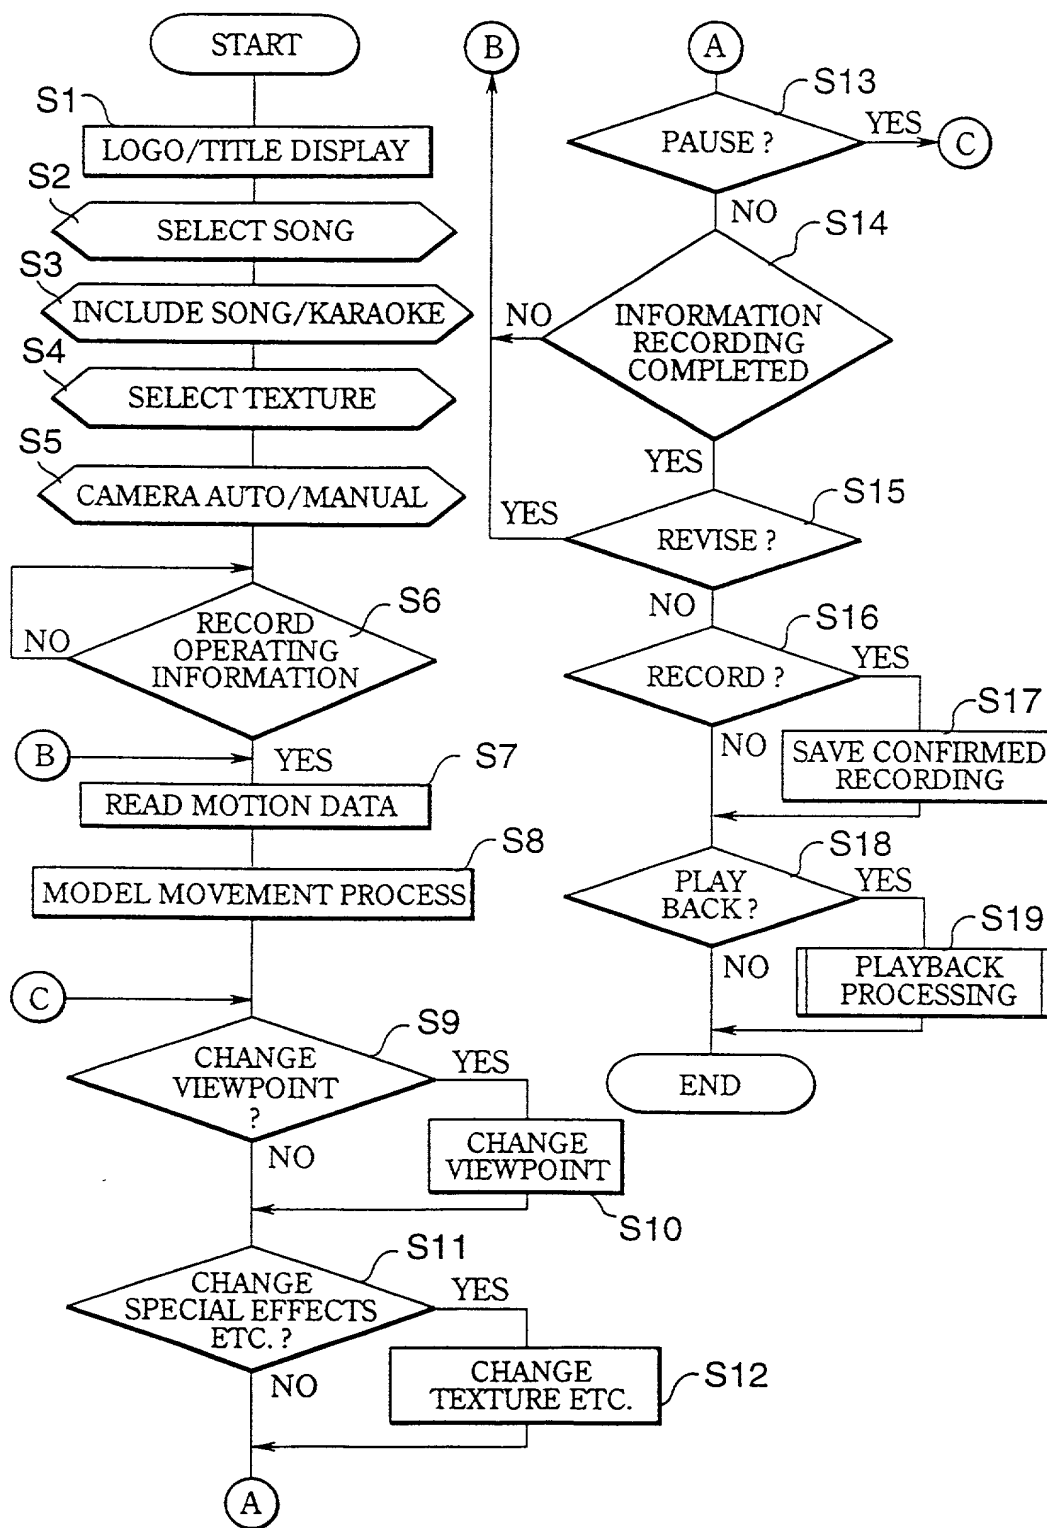 START
S1
LOGO/TITLE DISPLAY
S2
SELECT SONG
S3
INCLUDE SONG/KARAOKE
S4
SELECT TEXTURE
S5
CAMERA AUTO/MANUAL
S6
RECORD
OPERATING
INFORMATION
NO
B
YES
S7
READ MOTION DATA
S8
MODEL MOVEMENT PROCESS
C
S9
CHANGE
VIEWPOINT
?
YES
NO
CHANGE
VIEWPOINT
S10
S11
CHANGE
SPECIAL EFFECTS
ETC. ?
YES
NO
CHANGE
TEXTURE ETC.
S12
A
B
A
S13
PAUSE ?
YES
C
NO
S14
INFORMATION
RECORDING
COMPLETED
NO
YES
S15
REVISE ?
YES
NO
S16
RECORD ?
YES
NO
S17
SAVE CONFIRMED
RECORDING
S18
PLAY
BACK ?
YES
NO
S19
PLAYBACK
PROCESSING
END